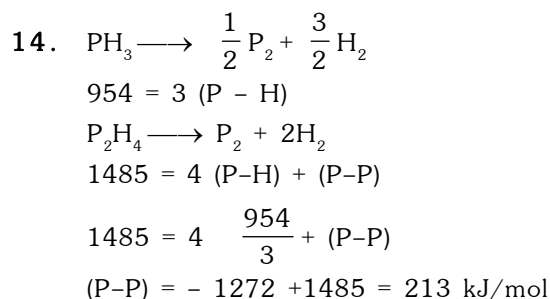 14. PH₃ ⟶ 1/2 P₂ + 3/2 H₂
954 = 3 (P – H)
P₂H₄ ⟶ P₂ + 2H₂
1485 = 4 (P–H) + (P–P)
1485 = 4 954/3 + (P–P)
(P–P) = – 1272 +1485 = 213 kJ/mol